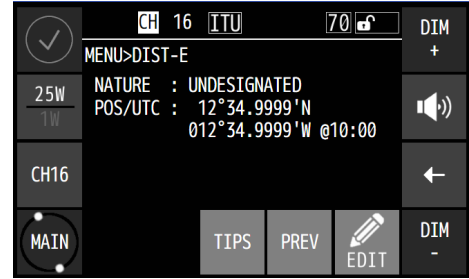 CH 16 ITU 70
DIM
+
MENU>DIST-E
25W
1W
NATURE : UNDESIGNATED
POS/UTC : 12°34.9999'N
012°34.9999'W @10:00
CH16
MAIN
TIPS
PREV
EDIT
DIM
-